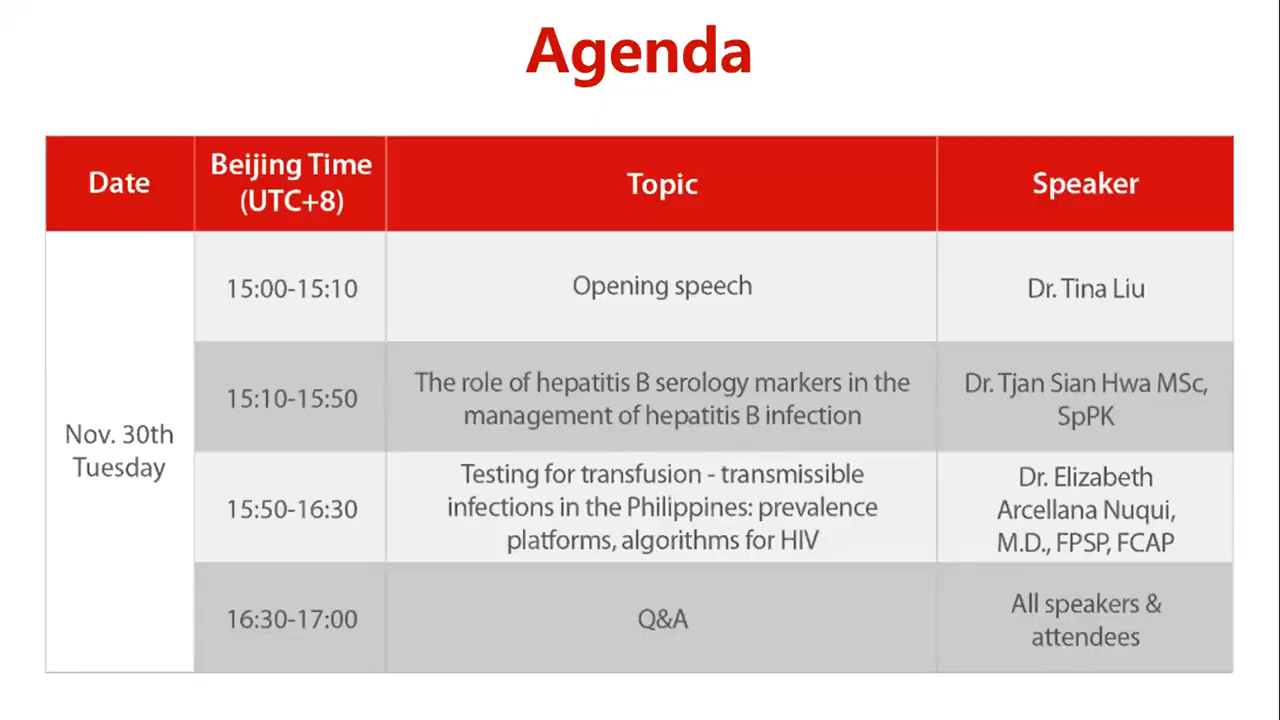 Agenda
Date
Beijing Time
(UTC+8)
Topic
Speaker
Nov. 30th
Tuesday
15:00-15:10
Opening speech
Dr. Tina Liu
15:10-15:50
The role of hepatitis B serology markers in the
management of hepatitis B infection
Dr. Tjan Sian Hwa MSc,
SpPK
15:50-16:30
Testing for transfusion - transmissible
infections in the Philippines: prevalence
platforms, algorithms for HIV
Dr. Elizabeth
Arcellana Nuqui,
M.D., FPSP, FCAP
16:30-17:00
Q&A
All speakers &
attendees